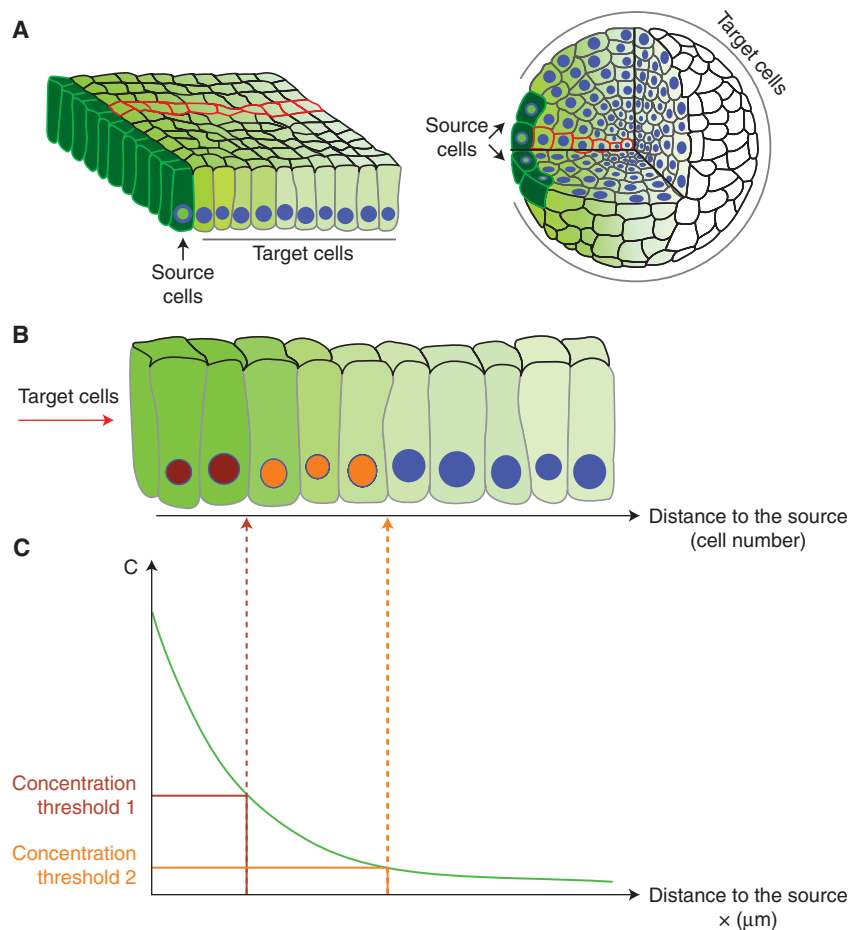 A
Source
cells
Target cells
Source
cells
Target cells
B
Target cells
Distance to the source
(cell number)
C
C
Concentration
threshold 1
Concentration
threshold 2
Distance to the source
× (μm)